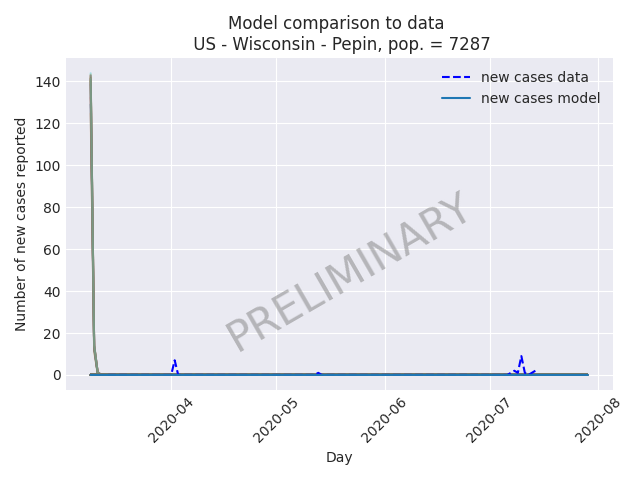 Model comparison to data
US - Wisconsin - Pepin, pop. = 7287
new cases data
new cases model
Number of new cases reported
140
120
100
80
60
40
20
0
PRELIMINARY
2020-04
2020-05
2020-06
2020-07
2020-08
Day